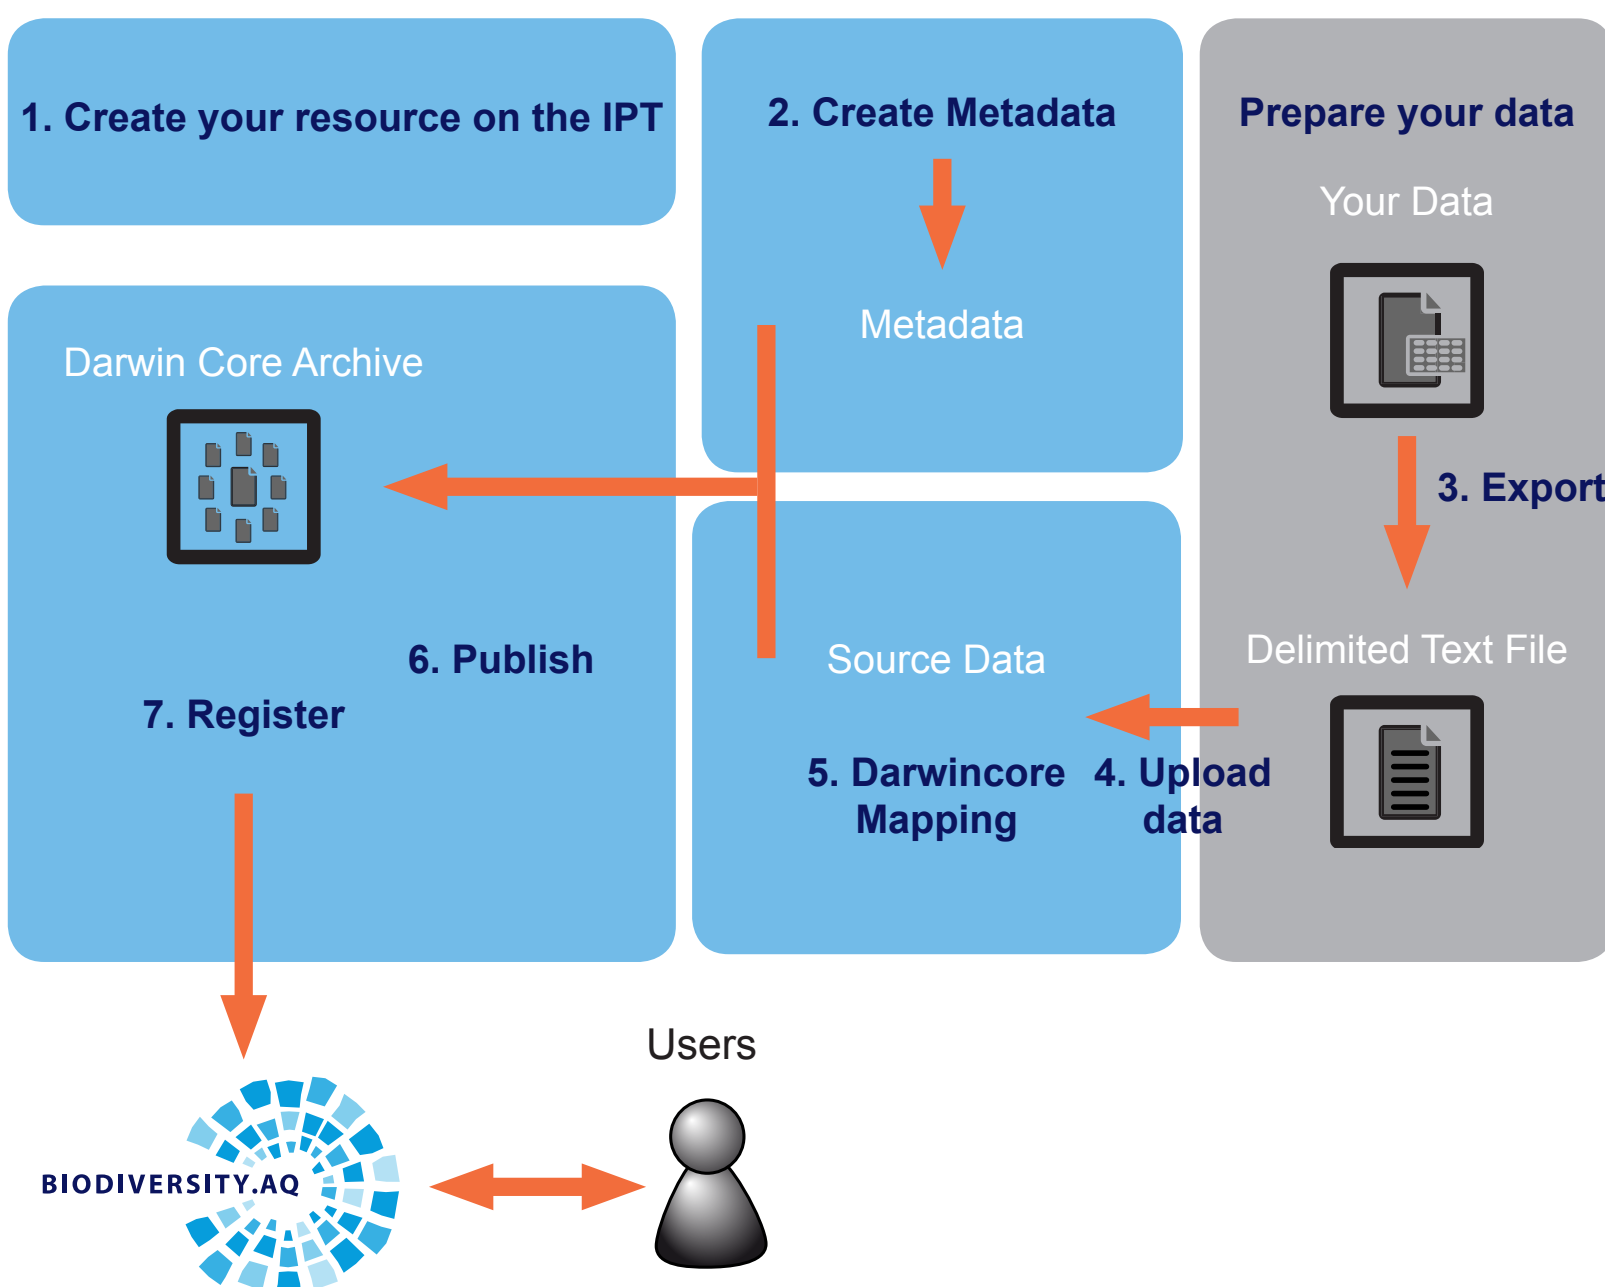 1. Create your resource on the IPT
2. Create Metadata
Metadata
Prepare your data
Your Data
3. Export
Delimited Text File
4. Upload
data
Source Data
5. Darwincore
Mapping
Darwin Core Archive
6. Publish
7. Register
BIODIVERSITY.AQ
Users